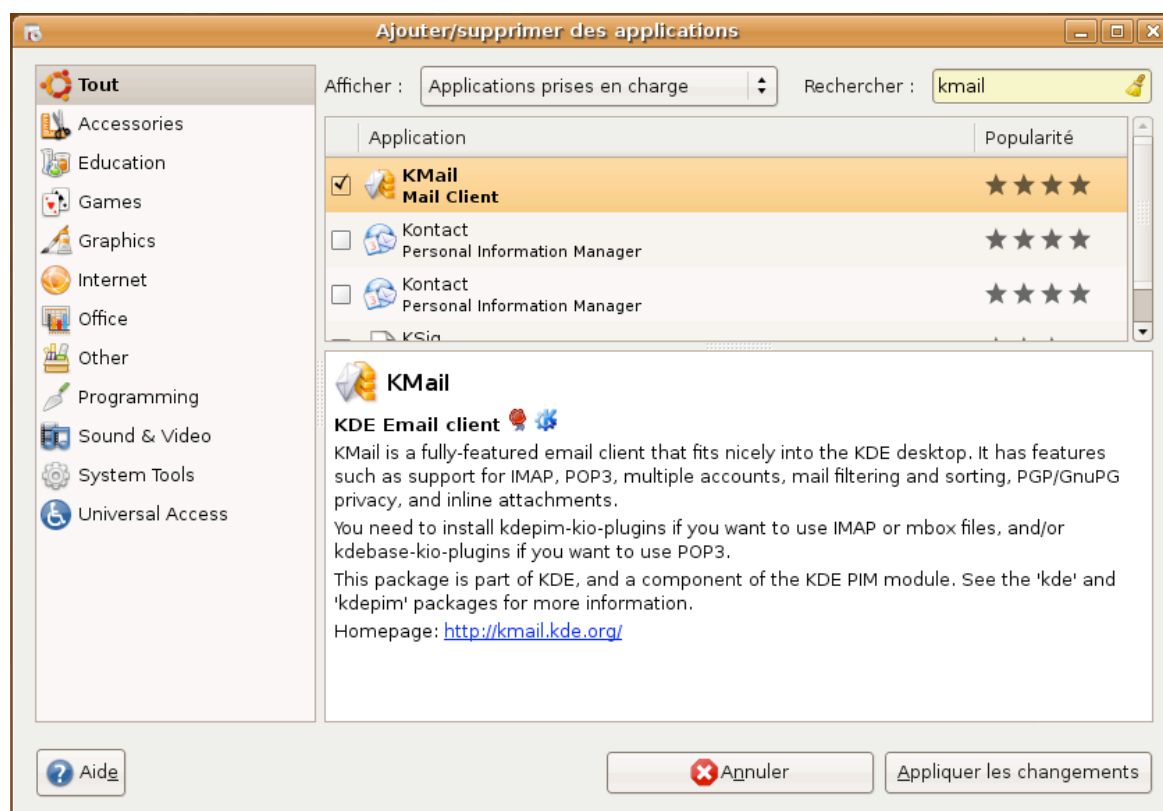 Ajouter/supprimer des applications
Tout
Accessories
Education
Games
Graphics
Internet
Office
Other
Programming
Sound & Video
System Tools
Universal Access
Afficher : Applications prises en charge Rechercher : kmail
Application Popularité
KMail
Mail Client
Kontact
Personal Information Manager
Kontact
Personal Information Manager
KSig
KMail
KDE Email client
KMail is a fully-featured email client that fits nicely into the KDE desktop. It has features
such as support for IMAP, POP3, multiple accounts, mail filtering and sorting, PGP/GnuPG
privacy, and inline attachments.
You need to install kdepim-kio-plugins if you want to use IMAP or mbox files, and/or
kdebase-kio-plugins if you want to use POP3.
This package is part of KDE, and a component of the KDE PIM module. See the 'kde' and
'kdepim' packages for more information.
Homepage: http://kmail.kde.org/
Aide Annuler Appliquer les changements